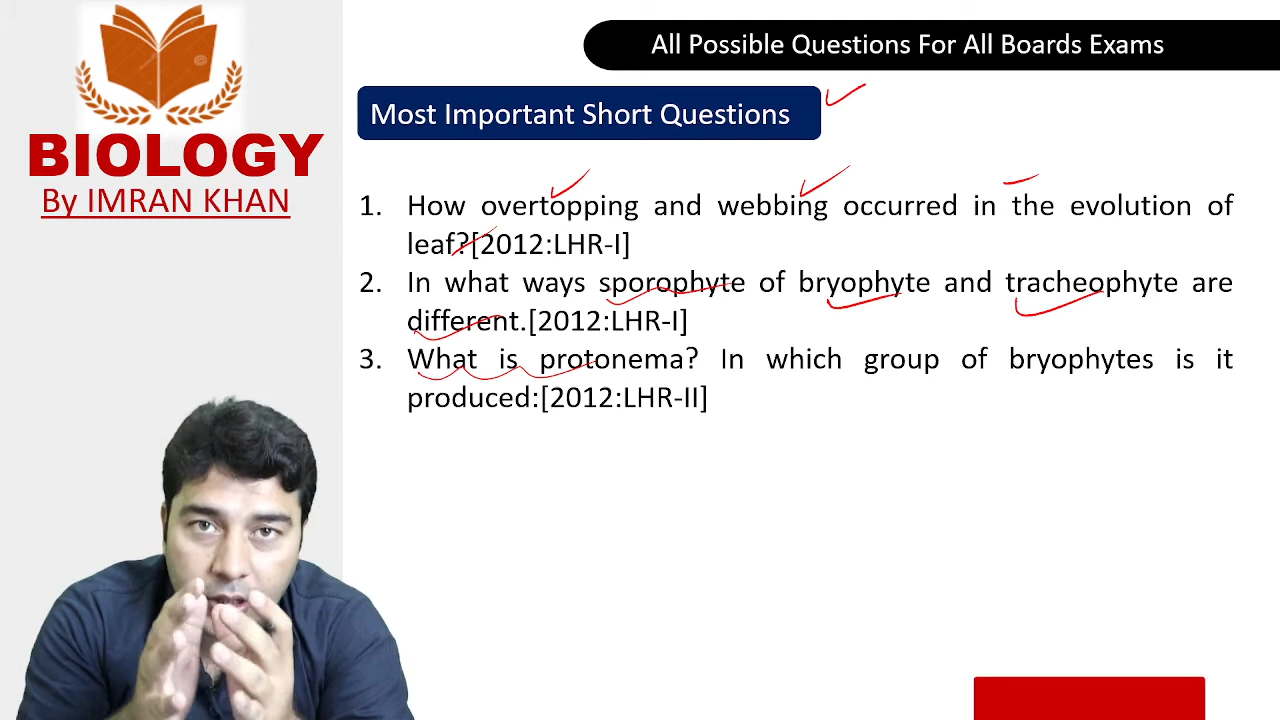 All Possible Questions For All Boards Exams
Most Important Short Questions
BIOLOGY
By IMRAN KHAN
1. How overtopping and webbing occurred in the evolution of
leaf?[2012:LHR-I]
2. In what ways sporophyte of bryophyte and tracheophyte are
different.[2012:LHR-I]
3. What is protonema? In which group of bryophytes is it
produced:[2012:LHR-II]